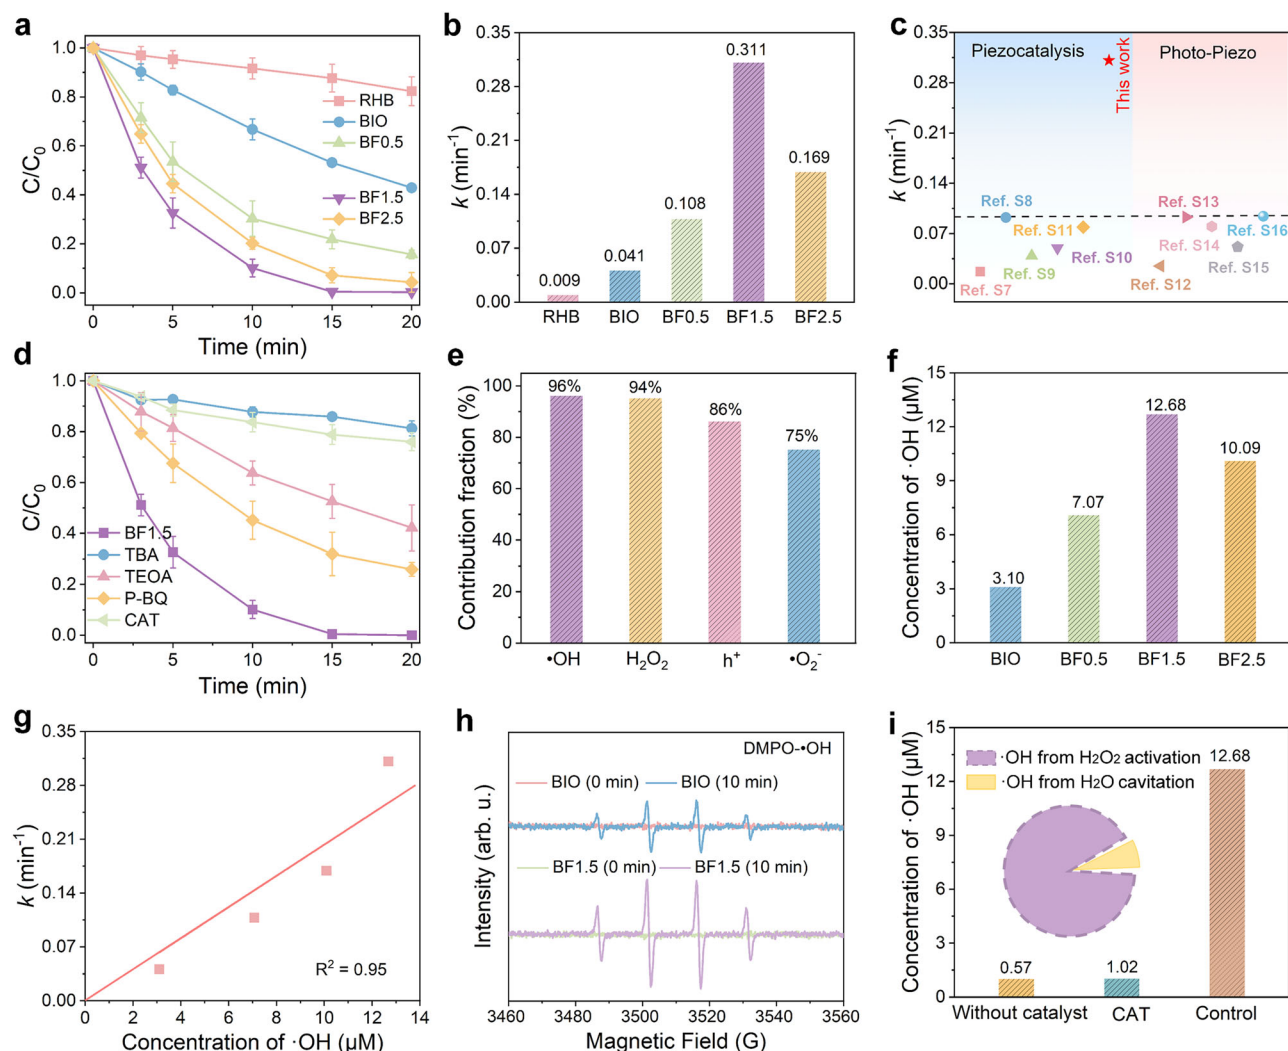 a
1.0
0.8
0.6
0.4
0.2
0.0
C/C0
RHB
BIO
BF0.5
BF1.5
BF2.5
0 5 10 15 20
Time (min)
b
0.35
0.28
0.21
0.14
0.07
0.00
k (min-1)
0.009
0.041
0.108
0.311
0.169
RHB BIO BF0.5 BF1.5 BF2.5
c
0.35
0.28
0.21
0.14
0.07
0.00
k (min-1)
Piezocatalysis
Photo-Piezo
This work
Ref. S8
Ref. S13
Ref. S11
Ref. S16
Ref. S10
Ref. S14
Ref. S9
Ref. S15
Ref. S7
Ref. S12
d
1.0
0.8
0.6
0.4
0.2
0.0
C/C0
BF1.5
TBA
TEOA
P-BQ
CAT
0 5 10 15 20
Time (min)
e
100
80
60
40
20
0
Contribution fraction (%)
96%
94%
86%
75%
•OH H2O2 h+ •O2-
f
15
12
9
6
3
0
Concentration of ·OH (μM)
3.10
7.07
12.68
10.09
BIO BF0.5 BF1.5 BF2.5
g
0.35
0.28
0.21
0.14
0.07
0.00
k (min-1)
R2 = 0.95
0 2 4 6 8 10 12 14
Concentration of ·OH (μM)
h
Intensity (arb. u.)
DMPO-•OH
BIO (0 min) BIO (10 min)
BF1.5 (0 min) BF1.5 (10 min)
3460 3480 3500 3520 3540 3560
Magnetic Field (G)
i
15
12
9
6
3
0
Concentration of ·OH (μM)
·OH from H2O2 activation
·OH from H2O cavitation
12.68
0.57
1.02
Without catalyst CAT Control